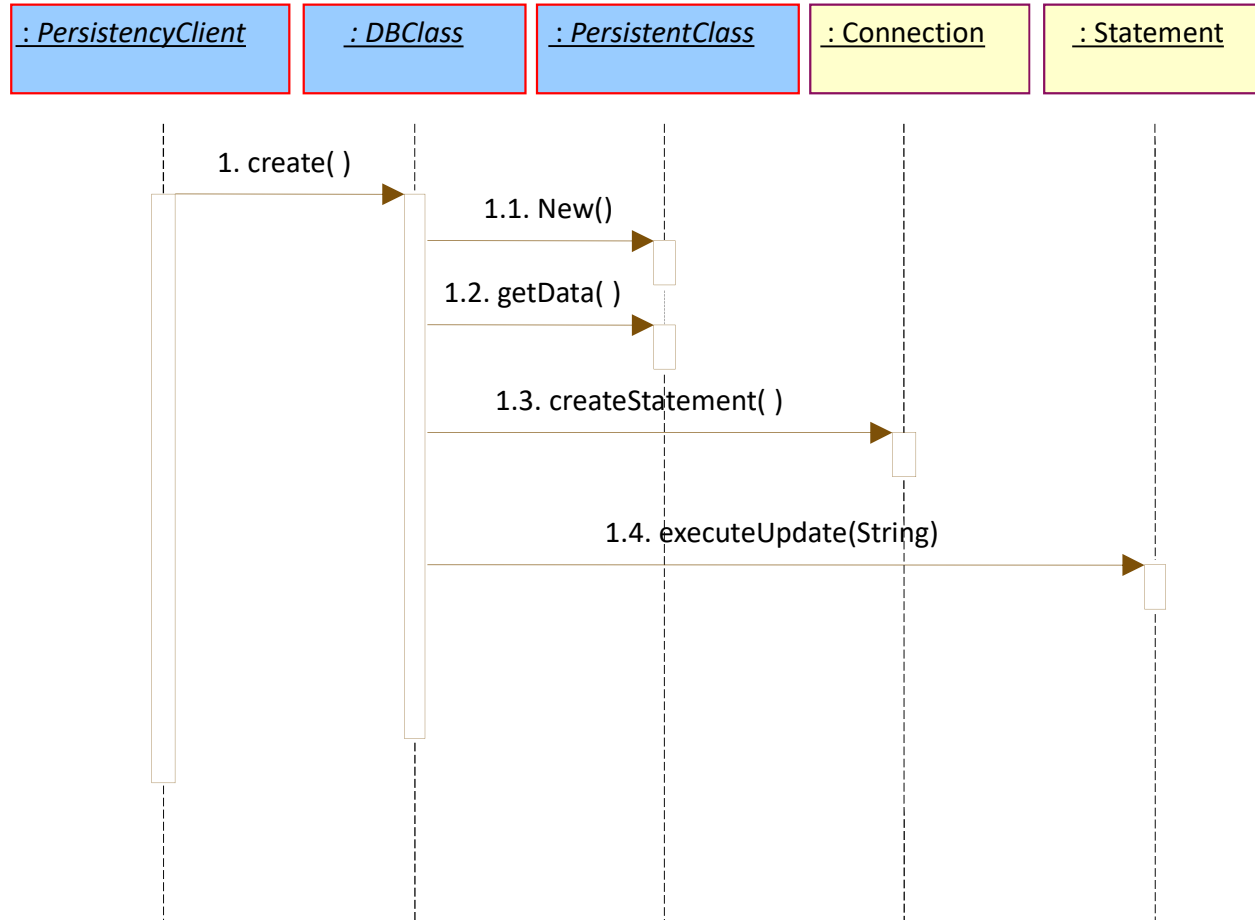 : PersistencyClient
: DBClass
: PersistentClass
: Connection
: Statement
1. create( )
1.1. New()
1.2. getData( )
1.3. createStatement( )
1.4. executeUpdate(String)